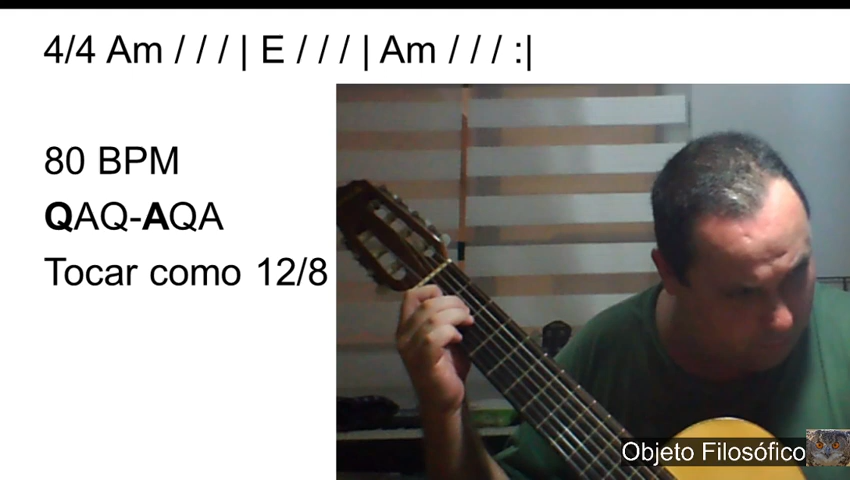 4/4 Am / / / | E / / / | Am / / / :|
80 BPM
QAQ-AQA
Tocar como 12/8
Objeto Filosófico